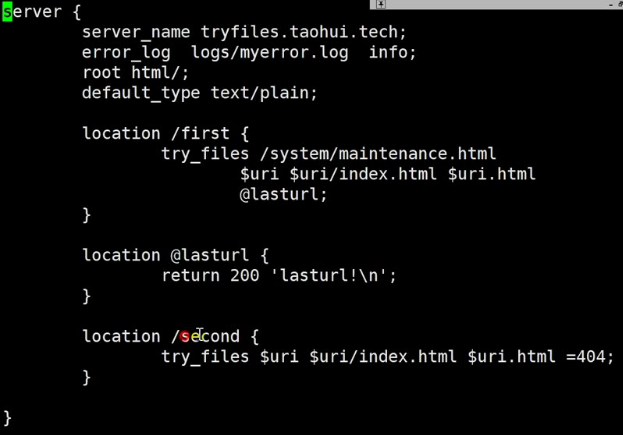 server {
        server_name tryfiles.taohui.tech;
        error_log  logs/myerror.log  info;
        root html/;
        default_type text/plain;

        location /first {
                try_files /system/maintenance.html
                        $uri $uri/index.html $uri.html
                        @lasturl;
        }

        location @lasturl {
                return 200 'lasturl!\n';
        }

        location /second {
                try_files $uri $uri/index.html $uri.html =404;
        }

}